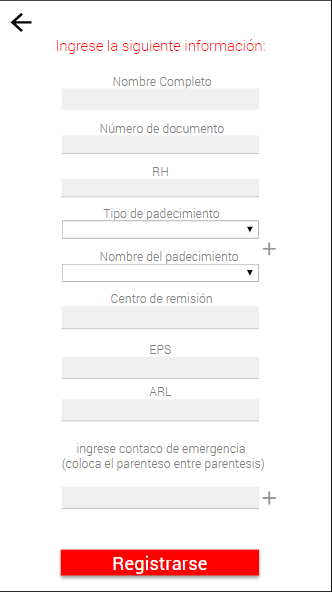 Ingrese la siguiente información:
Nombre Completo
Número de documento
RH
Tipo de padecimiento
Nombre del padecimiento
Centro de remisión
EPS
ARL
ingrese contaco de emergencia
(coloca el parenteso entre parentesis)
Registrarse